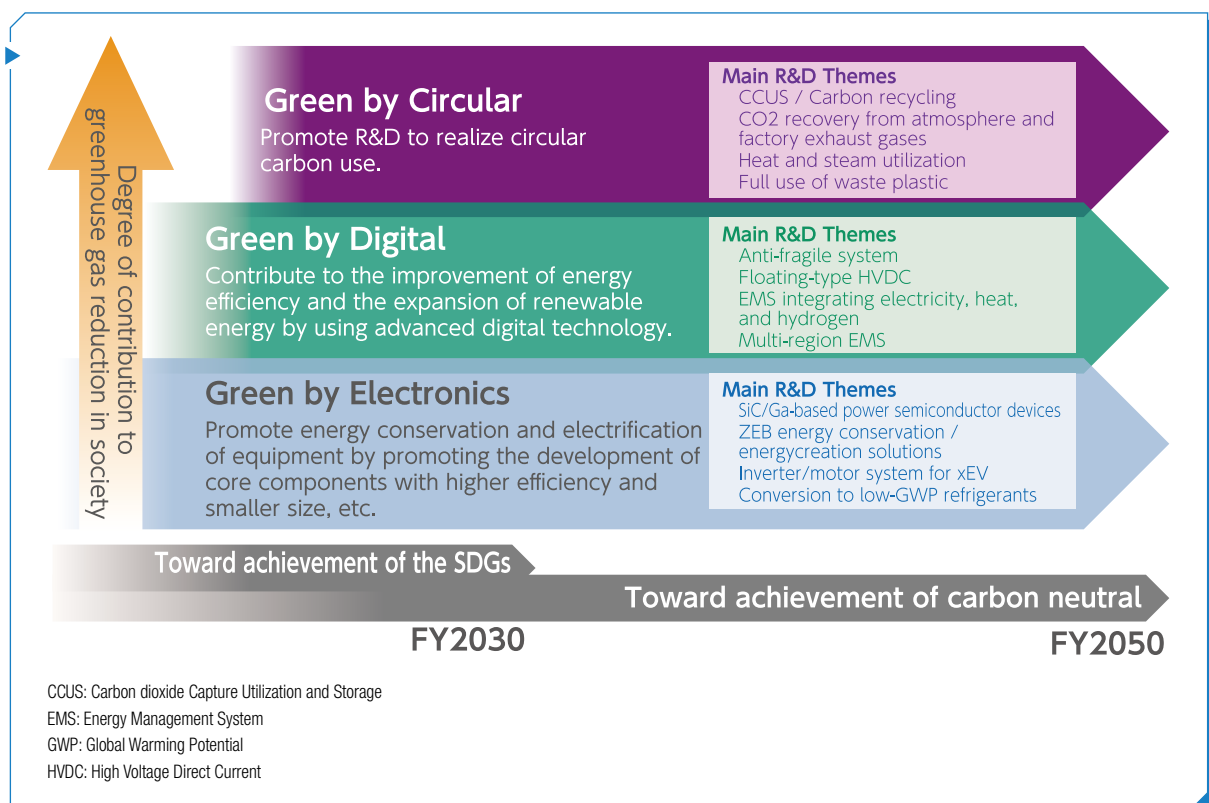 Degree of contribution to
greenhouse gas reduction in society
Green by Circular
Promote R&D to realize circular
carbon use.
Main R&D Themes
CCUS / Carbon recycling
CO2 recovery from atmosphere and
factory exhaust gases
Heat and steam utilization
Full use of waste plastic
Green by Digital
Contribute to the improvement of energy
efficiency and the expansion of renewable
energy by using advanced digital technology.
Main R&D Themes
Anti-fragile system
Floating-type HVDC
EMS integrating electricity, heat,
and hydrogen
Multi-region EMS
Green by Electronics
Promote energy conservation and electrification
of equipment by promoting the development of
core components with higher efficiency and
smaller size, etc.
Main R&D Themes
SiC/Ga-based power semiconductor devices
ZEB energy conservation /
energycreation solutions
Inverter/motor system for xEV
Conversion to low-GWP refrigerants
Toward achievement of the SDGs
Toward achievement of carbon neutral
FY2030
FY2050
CCUS: Carbon dioxide Capture Utilization and Storage
EMS: Energy Management System
GWP: Global Warming Potential
HVDC: High Voltage Direct Current